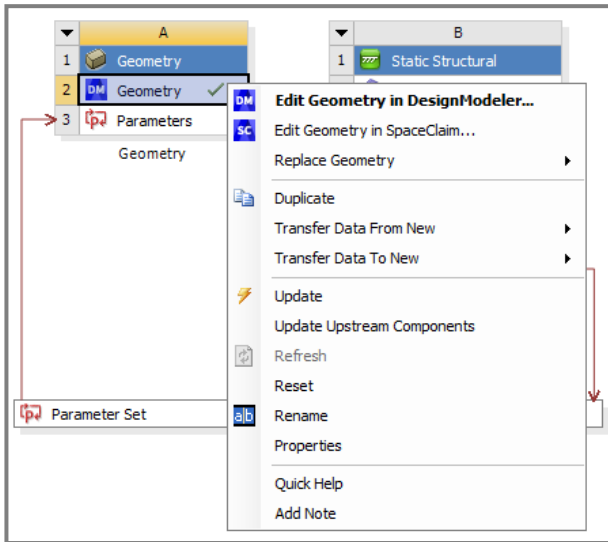 A
B
1 Geometry
1 Static Structural
2 DM Geometry
3 Parameters
Geometry
DM Edit Geometry in DesignModeler...
SC Edit Geometry in SpaceClaim...
Replace Geometry
Duplicate
Transfer Data From New
Transfer Data To New
Update
Update Upstream Components
Refresh
Reset
Parameter Set
a|b Rename
Properties
Quick Help
Add Note